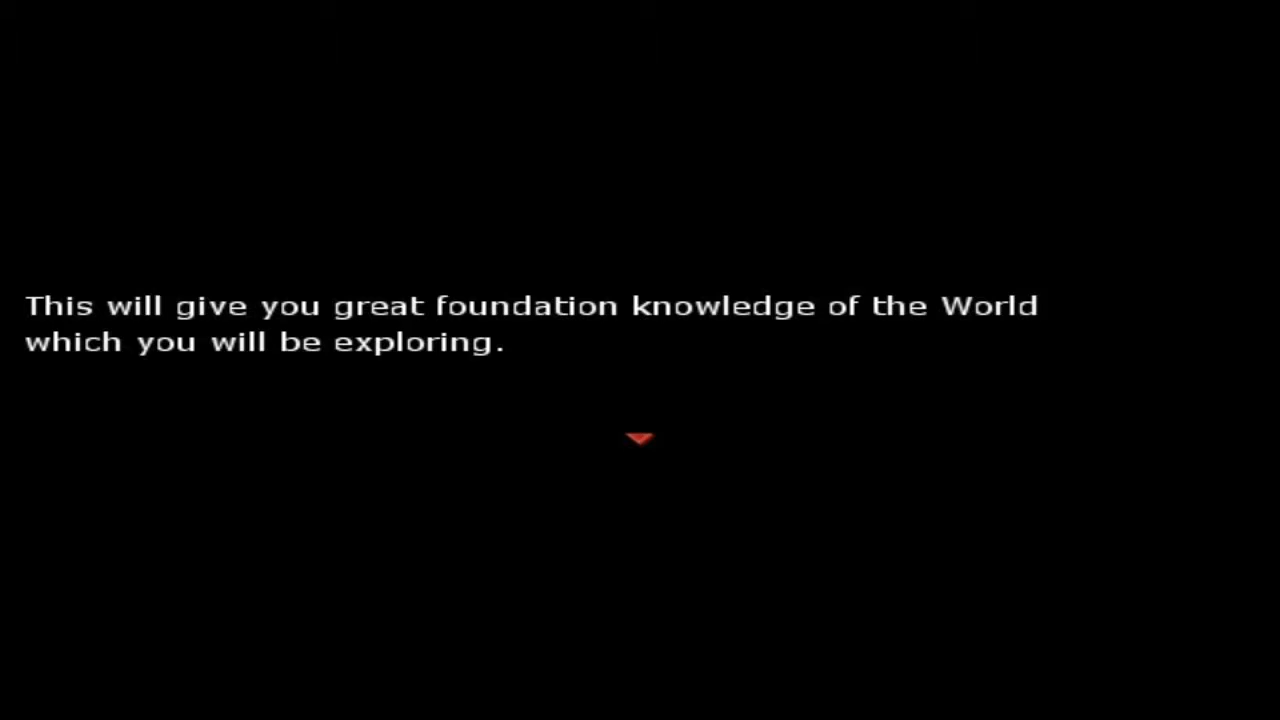 This will give you great foundation knowledge of the World
which you will be exploring.